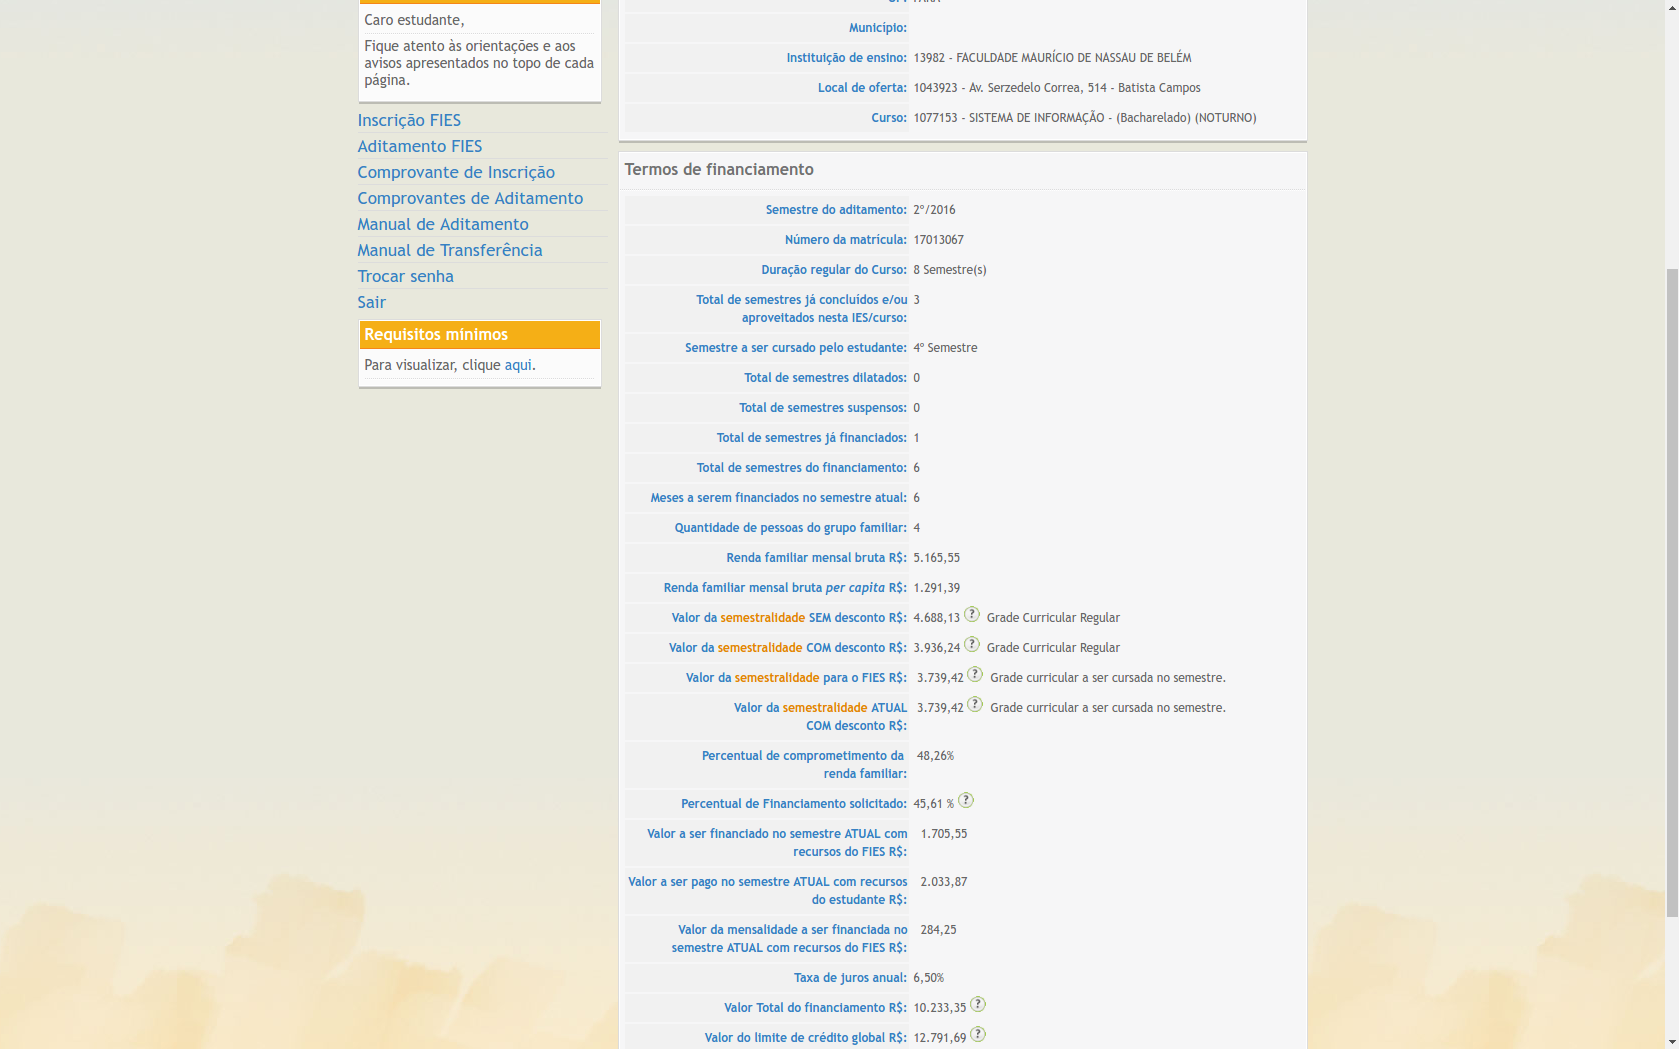 Caro estudante,
Fique atento às orientações e aos
avisos apresentados no topo de cada
página.
Inscrição FIES
Aditamento FIES
Comprovante de Inscrição
Comprovantes de Aditamento
Manual de Aditamento
Manual de Transferência
Trocar senha
Sair
Requisitos mínimos
Para visualizar, clique aqui.
Município:
Instituição de ensino: 13982 - FACULDADE MAURÍCIO DE NASSAU DE BELÉM
Local de oferta: 1043923 - Av. Serzedelo Correa, 514 - Batista Campos
Curso: 1077153 - SISTEMA DE INFORMAÇÃO - (Bacharelado) (NOTURNO)
Termos de financiamento
Semestre do aditamento: 2º/2016
Número da matrícula: 17013067
Duração regular do Curso: 8 Semestre(s)
Total de semestres já concluídos e/ou 3
aproveitados nesta IES/curso:
Semestre a ser cursado pelo estudante: 4º Semestre
Total de semestres dilatados: 0
Total de semestres suspensos: 0
Total de semestres já financiados: 1
Total de semestres do financiamento: 6
Meses a serem financiados no semestre atual: 6
Quantidade de pessoas do grupo familiar: 4
Renda familiar mensal bruta R$: 5.165,55
Renda familiar mensal bruta per capita R$: 1.291,39
Valor da semestralidade SEM desconto R$: 4.688,13 ? Grade Curricular Regular
Valor da semestralidade COM desconto R$: 3.936,24 ? Grade Curricular Regular
Valor da semestralidade para o FIES R$: 3.739,42 ? Grade curricular a ser cursada no semestre.
Valor da semestralidade ATUAL 3.739,42 ? Grade curricular a ser cursada no semestre.
COM desconto R$:
Percentual de comprometimento da 48,26%
renda familiar:
Percentual de Financiamento solicitado: 45,61 % ?
Valor a ser financiado no semestre ATUAL com 1.705,55
recursos do FIES R$:
Valor a ser pago no semestre ATUAL com recursos 2.033,87
do estudante R$:
Valor da mensalidade a ser financiada no 284,25
semestre ATUAL com recursos do FIES R$:
Taxa de juros anual: 6,50%
Valor Total do financiamento R$: 10.233,35 ?
Valor do limite de crédito global R$: 12.791,69 ?